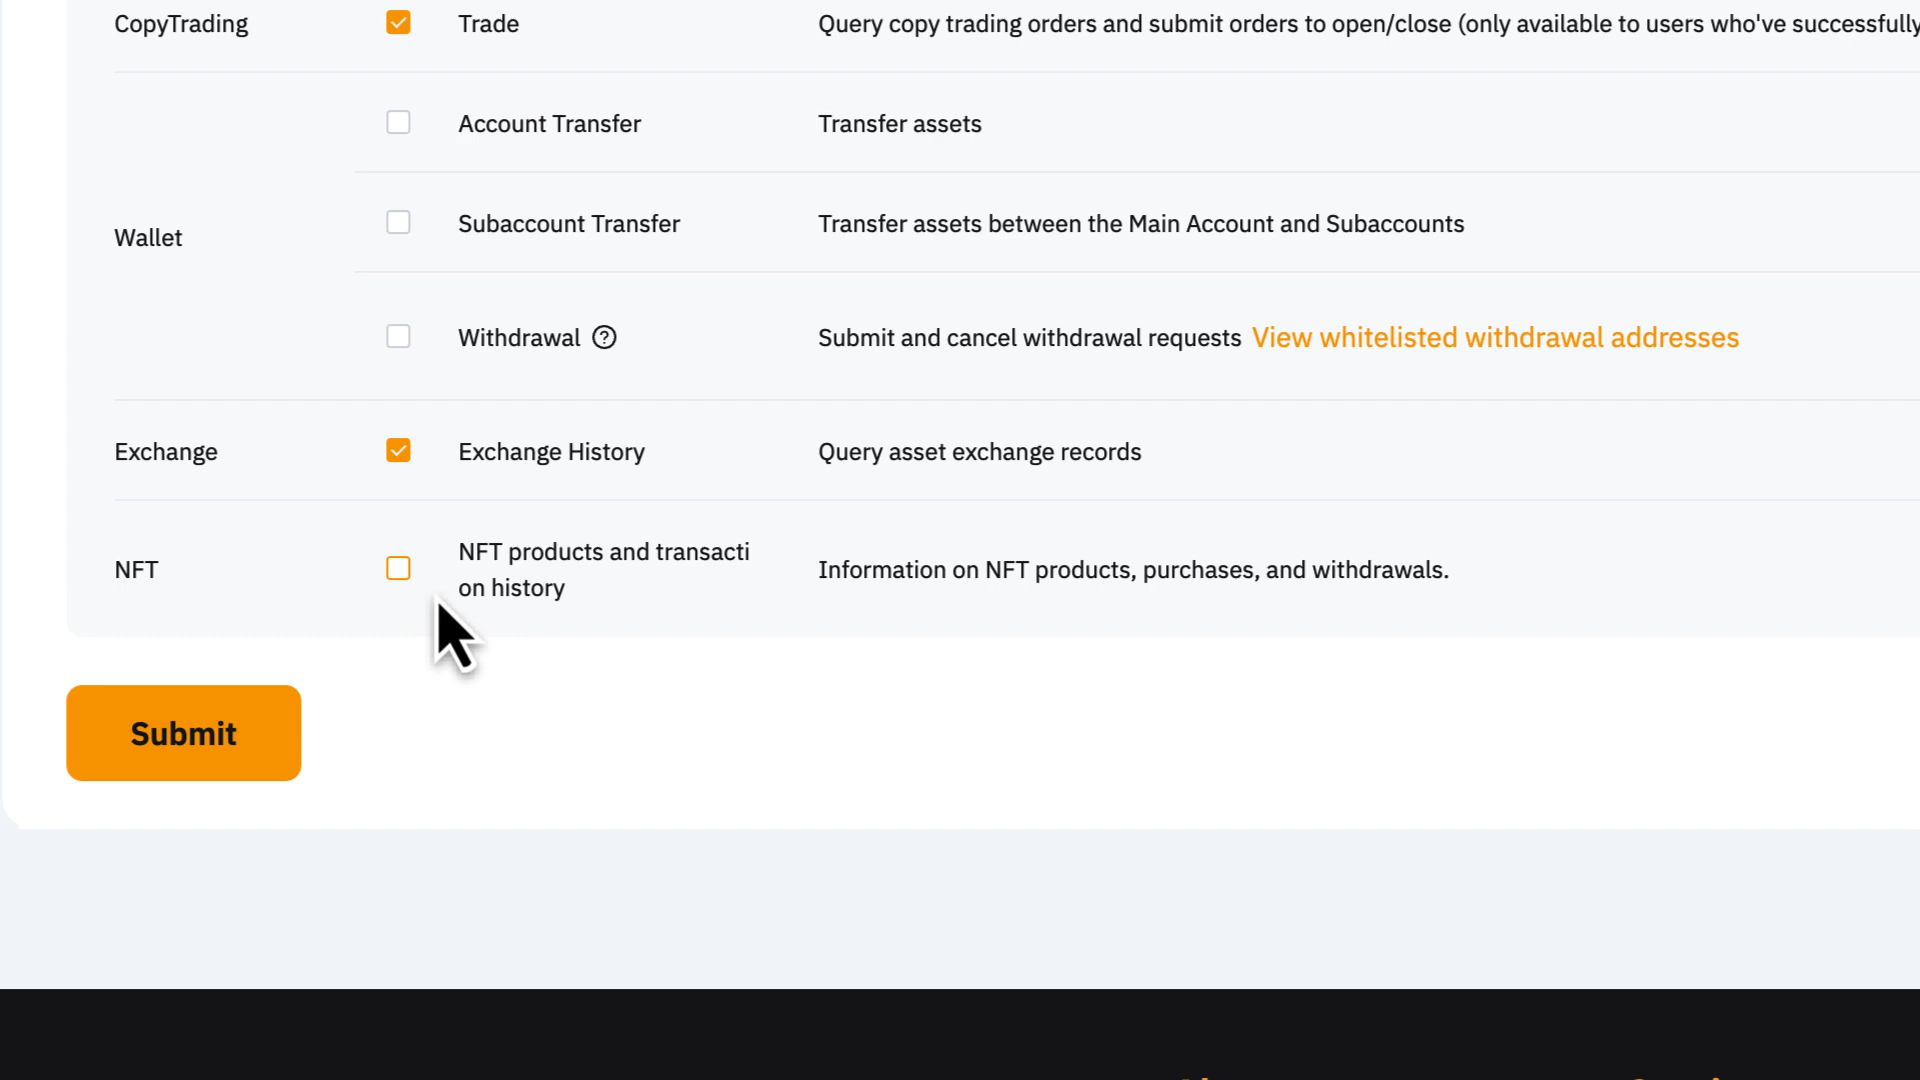 CopyTrading Trade Query copy trading orders and submit orders to open/close (only available to users who've successfully
Account Transfer Transfer assets
Subaccount Transfer Transfer assets between the Main Account and Subaccounts
Wallet
Withdrawal ? Submit and cancel withdrawal requests View whitelisted withdrawal addresses
Exchange Exchange History Query asset exchange records
NFT NFT products and transacti
on history Information on NFT products, purchases, and withdrawals.
Submit